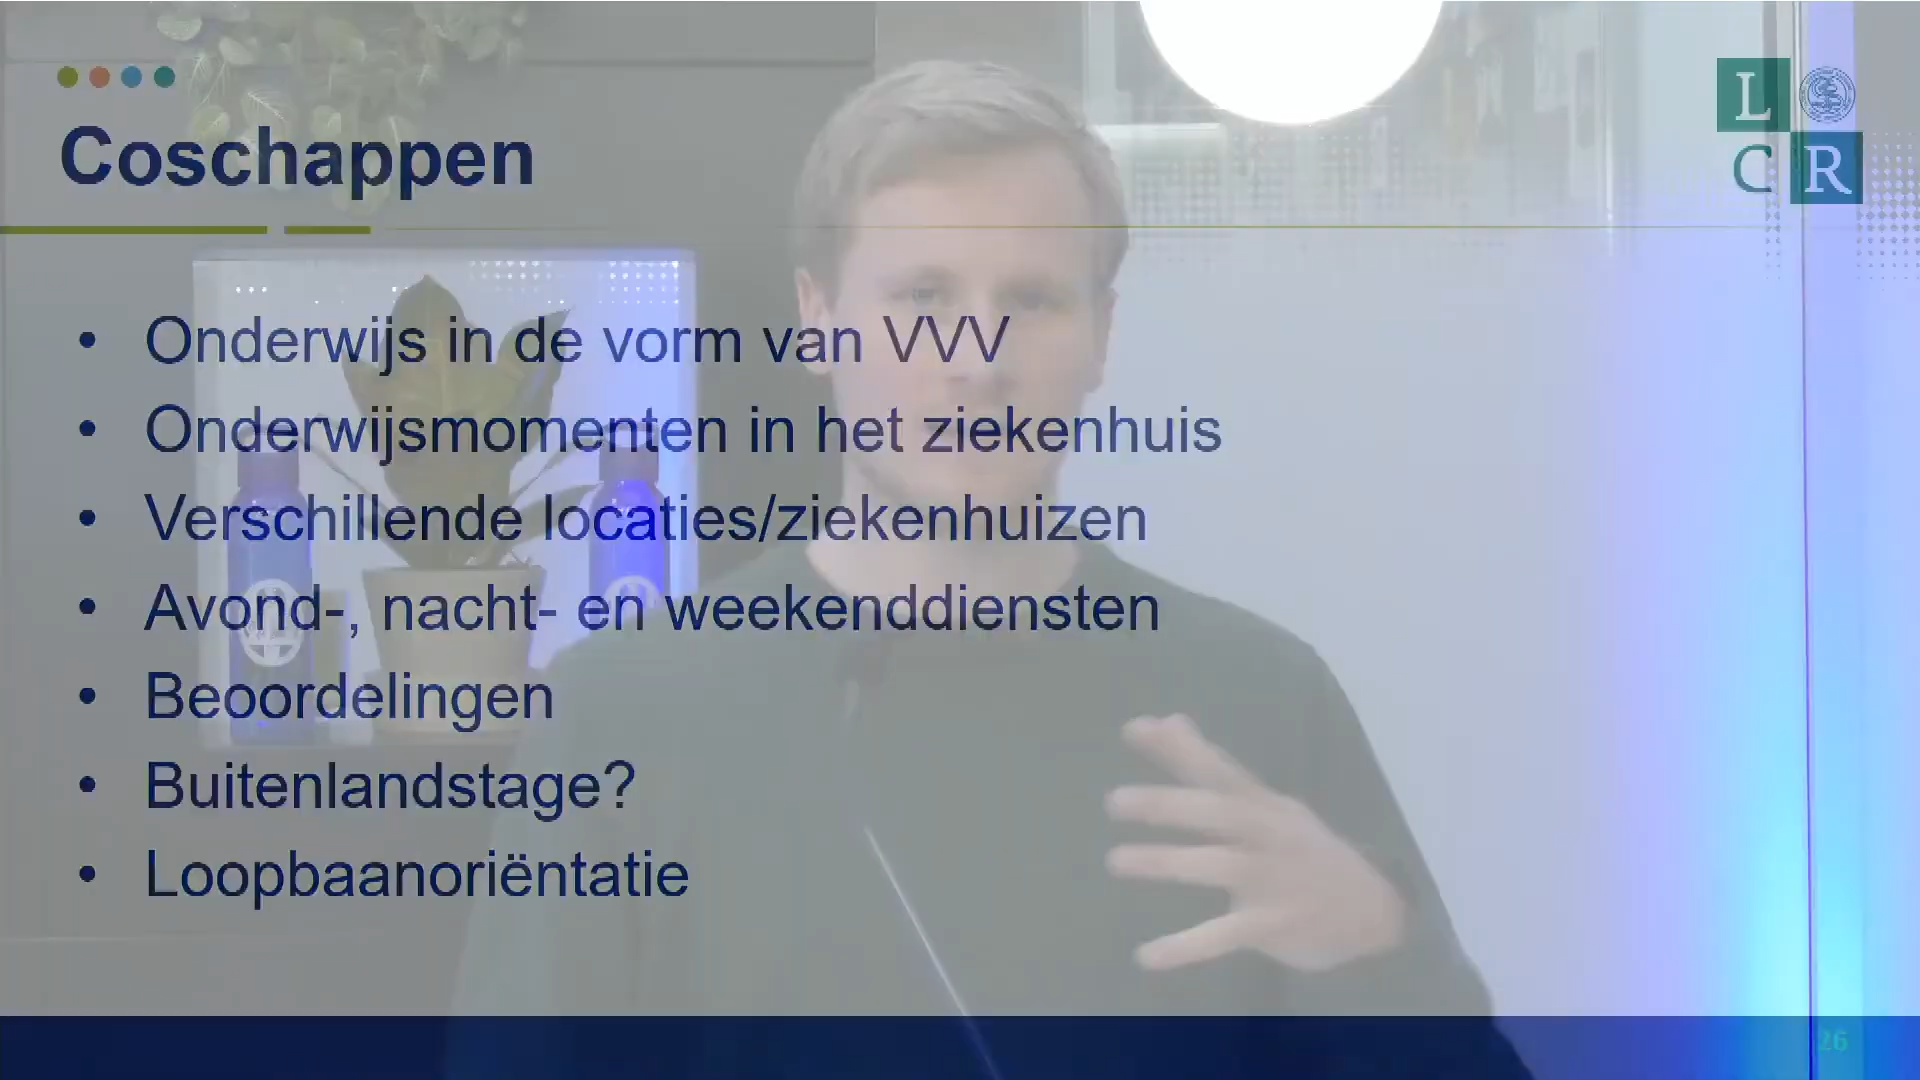 L
C R
Coschappen
• Onderwijs in de vorm van VVV
• Onderwijsmomenten in het ziekenhuis
• Verschillende locaties/ziekenhuizen
• Avond-, nacht- en weekenddiensten
• Beoordelingen
• Buitenlandstage?
• Loopbaanoriëntatie
26